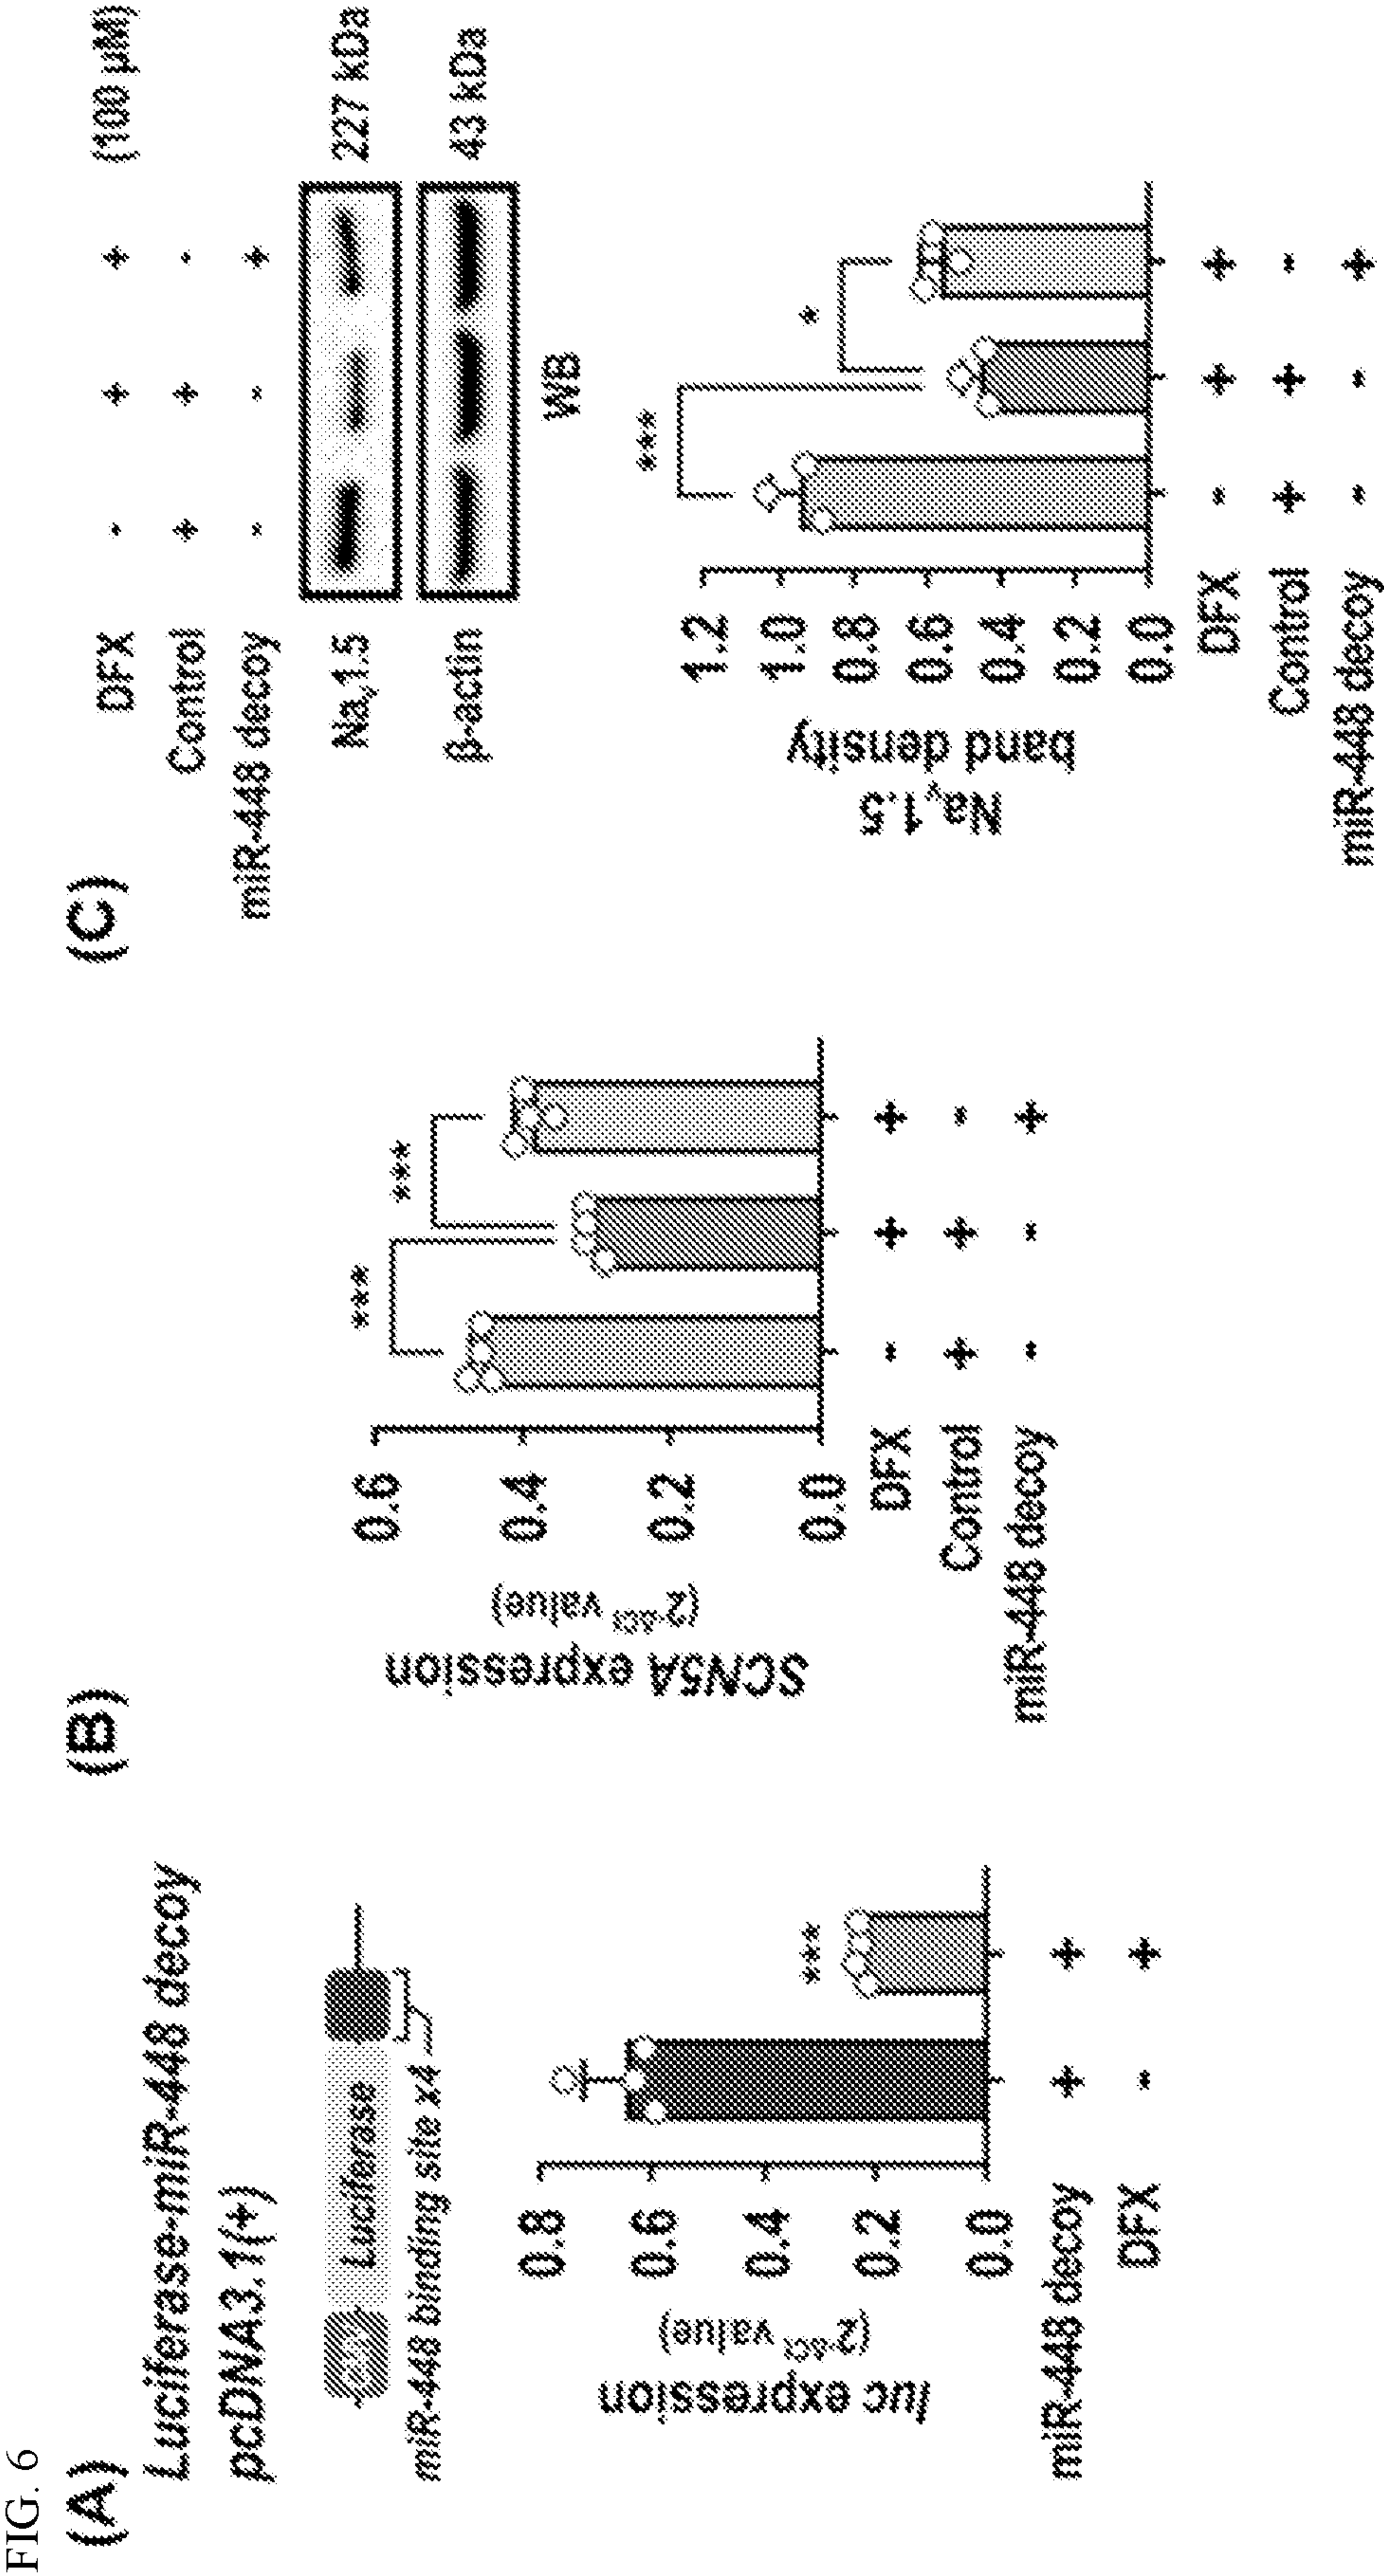 FIG. 6
(A)
Luciferase-miR-448 decoy
pcDNA3.1(+)
Luciferase
miR-448 binding site x4
luc expression
(2-ΔCt value)
0.8
0.6
0.4
0.2
0.0
***
miR-448 decoy + +
DFX - +
(B)
SCN5A expression
(2-ΔCt value)
0.6
0.4
0.2
0.0
*** ***
DFX - + +
Control + + -
miR-448 decoy - - +
(C)
DFX - + + (100 μM)
Control + + -
miR-448 decoy - - +
Nav1.5 227 kDa
β-actin 43 kDa
WB
Nav1.5
band density
1.2
1.0
0.8
0.6
0.4
0.2
0.0
*** *
DFX - + +
Control + + -
miR-448 decoy - - +